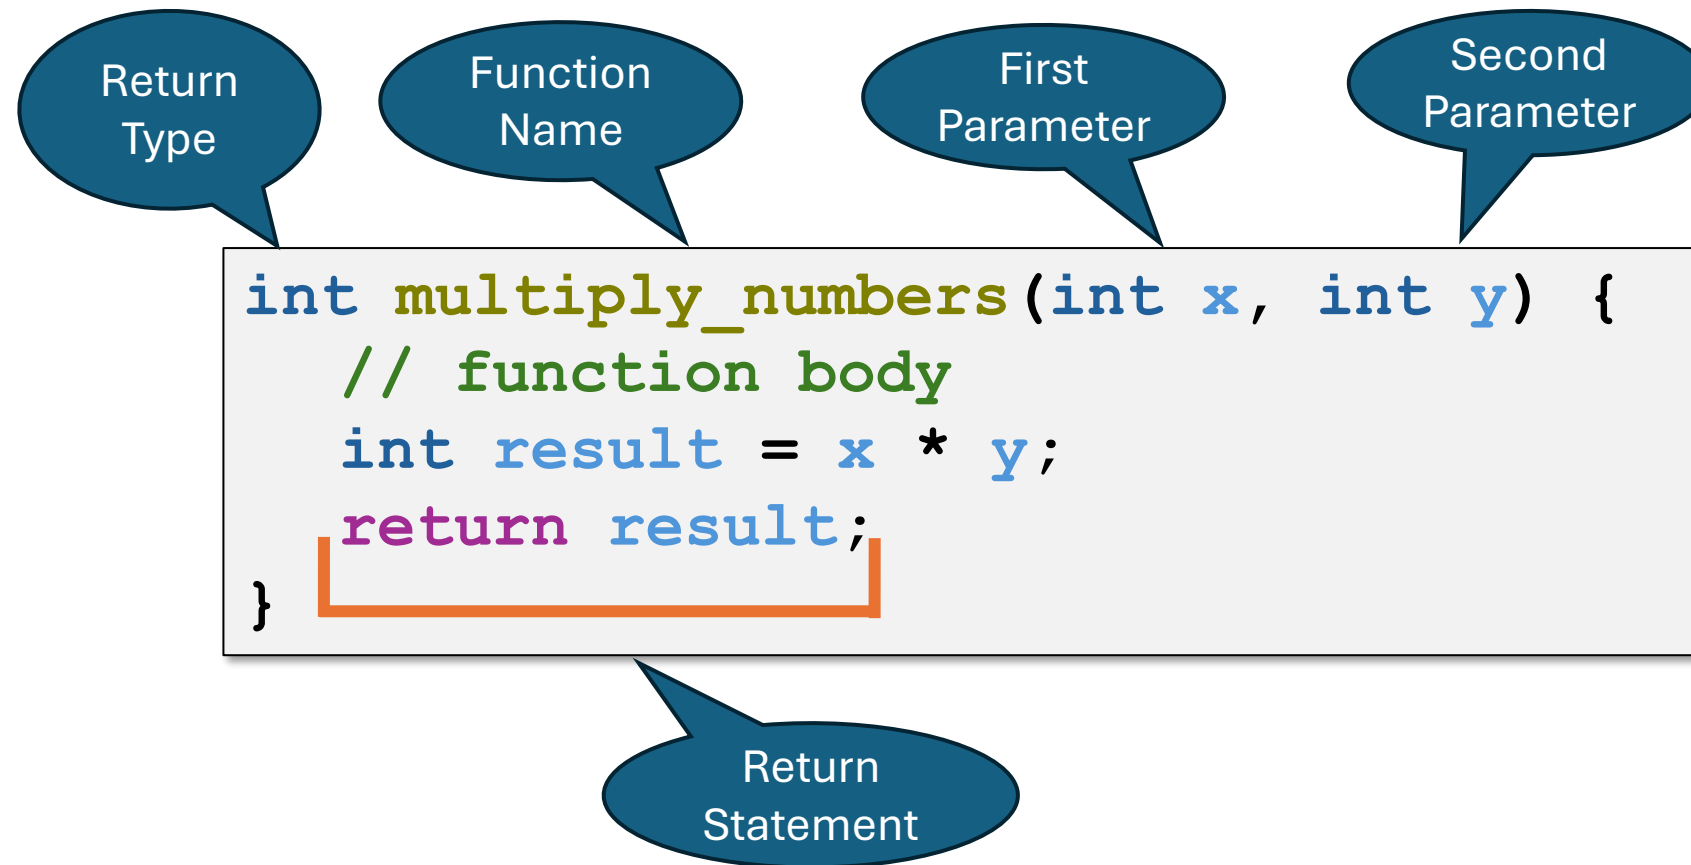 Return
Type
Function
Name
First
Parameter
Second
Parameter
int multiply_numbers(int x, int y) {
// function body
int result = x * y;
return result;
}
Return
Statement